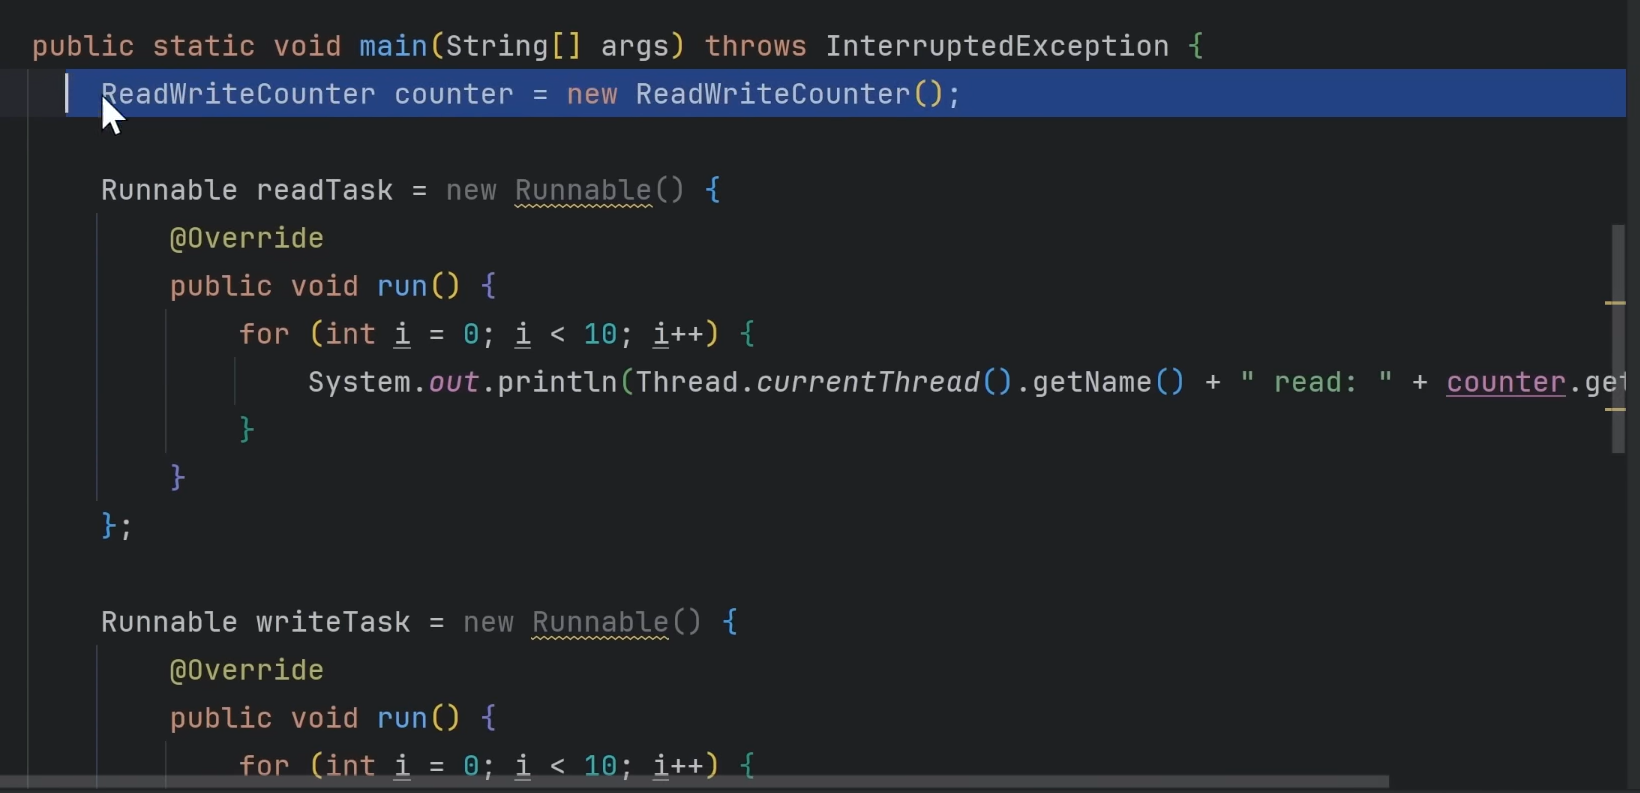 public static void main(String[] args) throws InterruptedException {
ReadWriteCounter counter = new ReadWriteCounter();
Runnable readTask = new Runnable() {
@Override
public void run() {
for (int i = 0; i < 10; i++) {
System.out.println(Thread.currentThread().getName() + " read: " + counter.get
}
}
};
Runnable writeTask = new Runnable() {
@Override
public void run() {
for (int i = 0; i < 10; i++) {